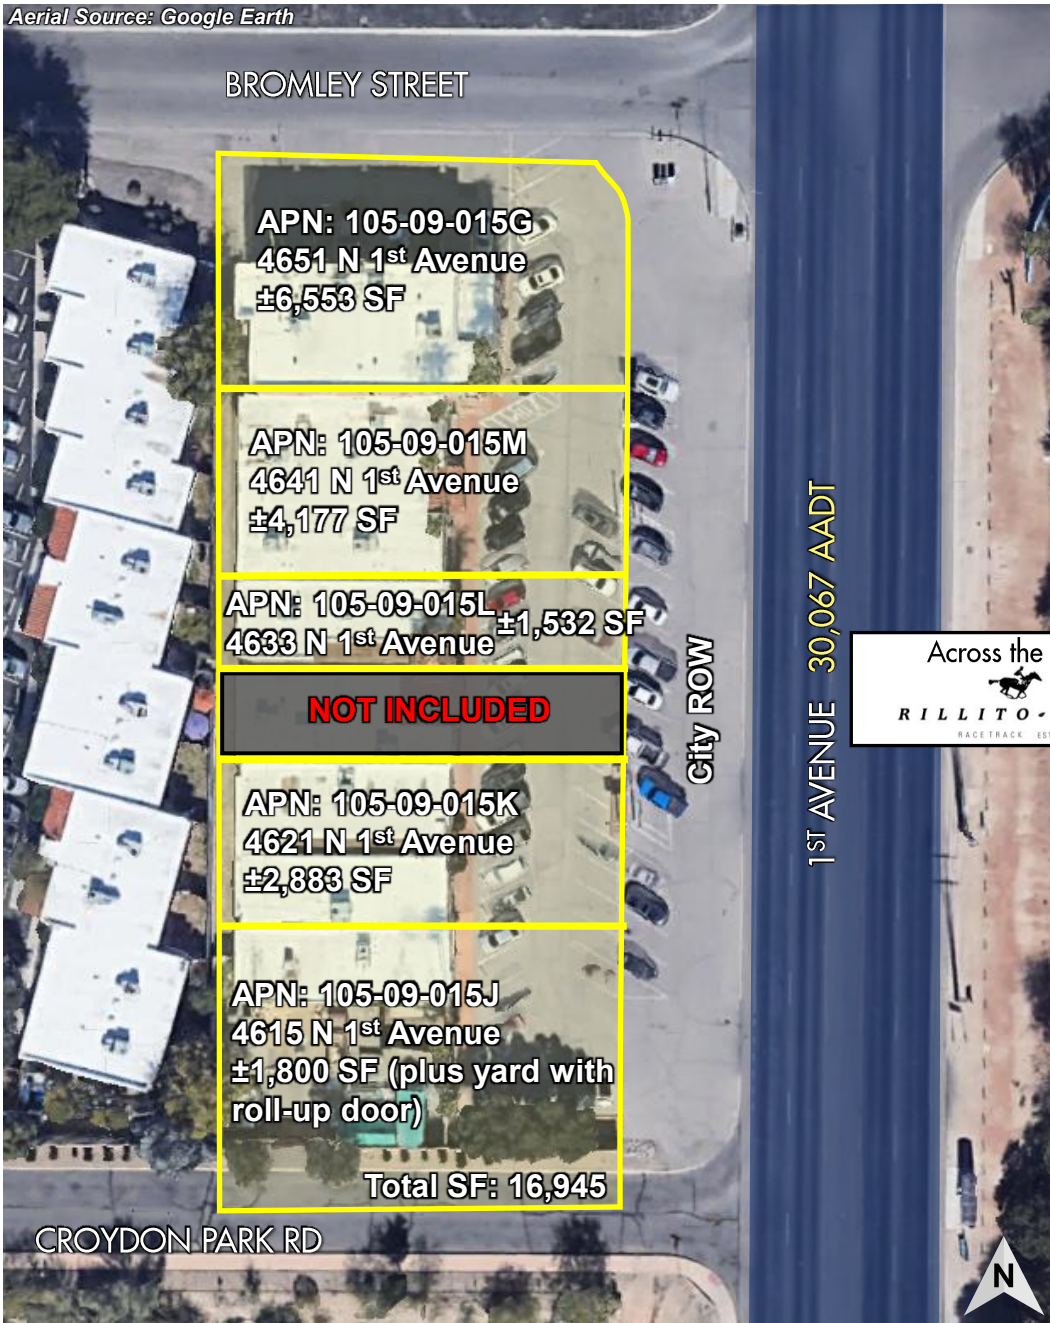 Aerial Source: Google Earth
BROMLEY STREET
APN: 105-09-015G
4651 N 1st Avenue
±6,553 SF
APN: 105-09-015M
4641 N 1st Avenue
±4,177 SF
APN: 105-09-015L
4633 N 1st Avenue
±1,532 SF
NOT INCLUDED
APN: 105-09-015K
4621 N 1st Avenue
±2,883 SF
APN: 105-09-015J
4615 N 1st Avenue
±1,800 SF (plus yard with
roll-up door)
Total SF: 16,945
CROYDON PARK RD
City ROW
1ST AVENUE 30,067 AADT
Across the
RILLITO-
RACE TRACK EST
N